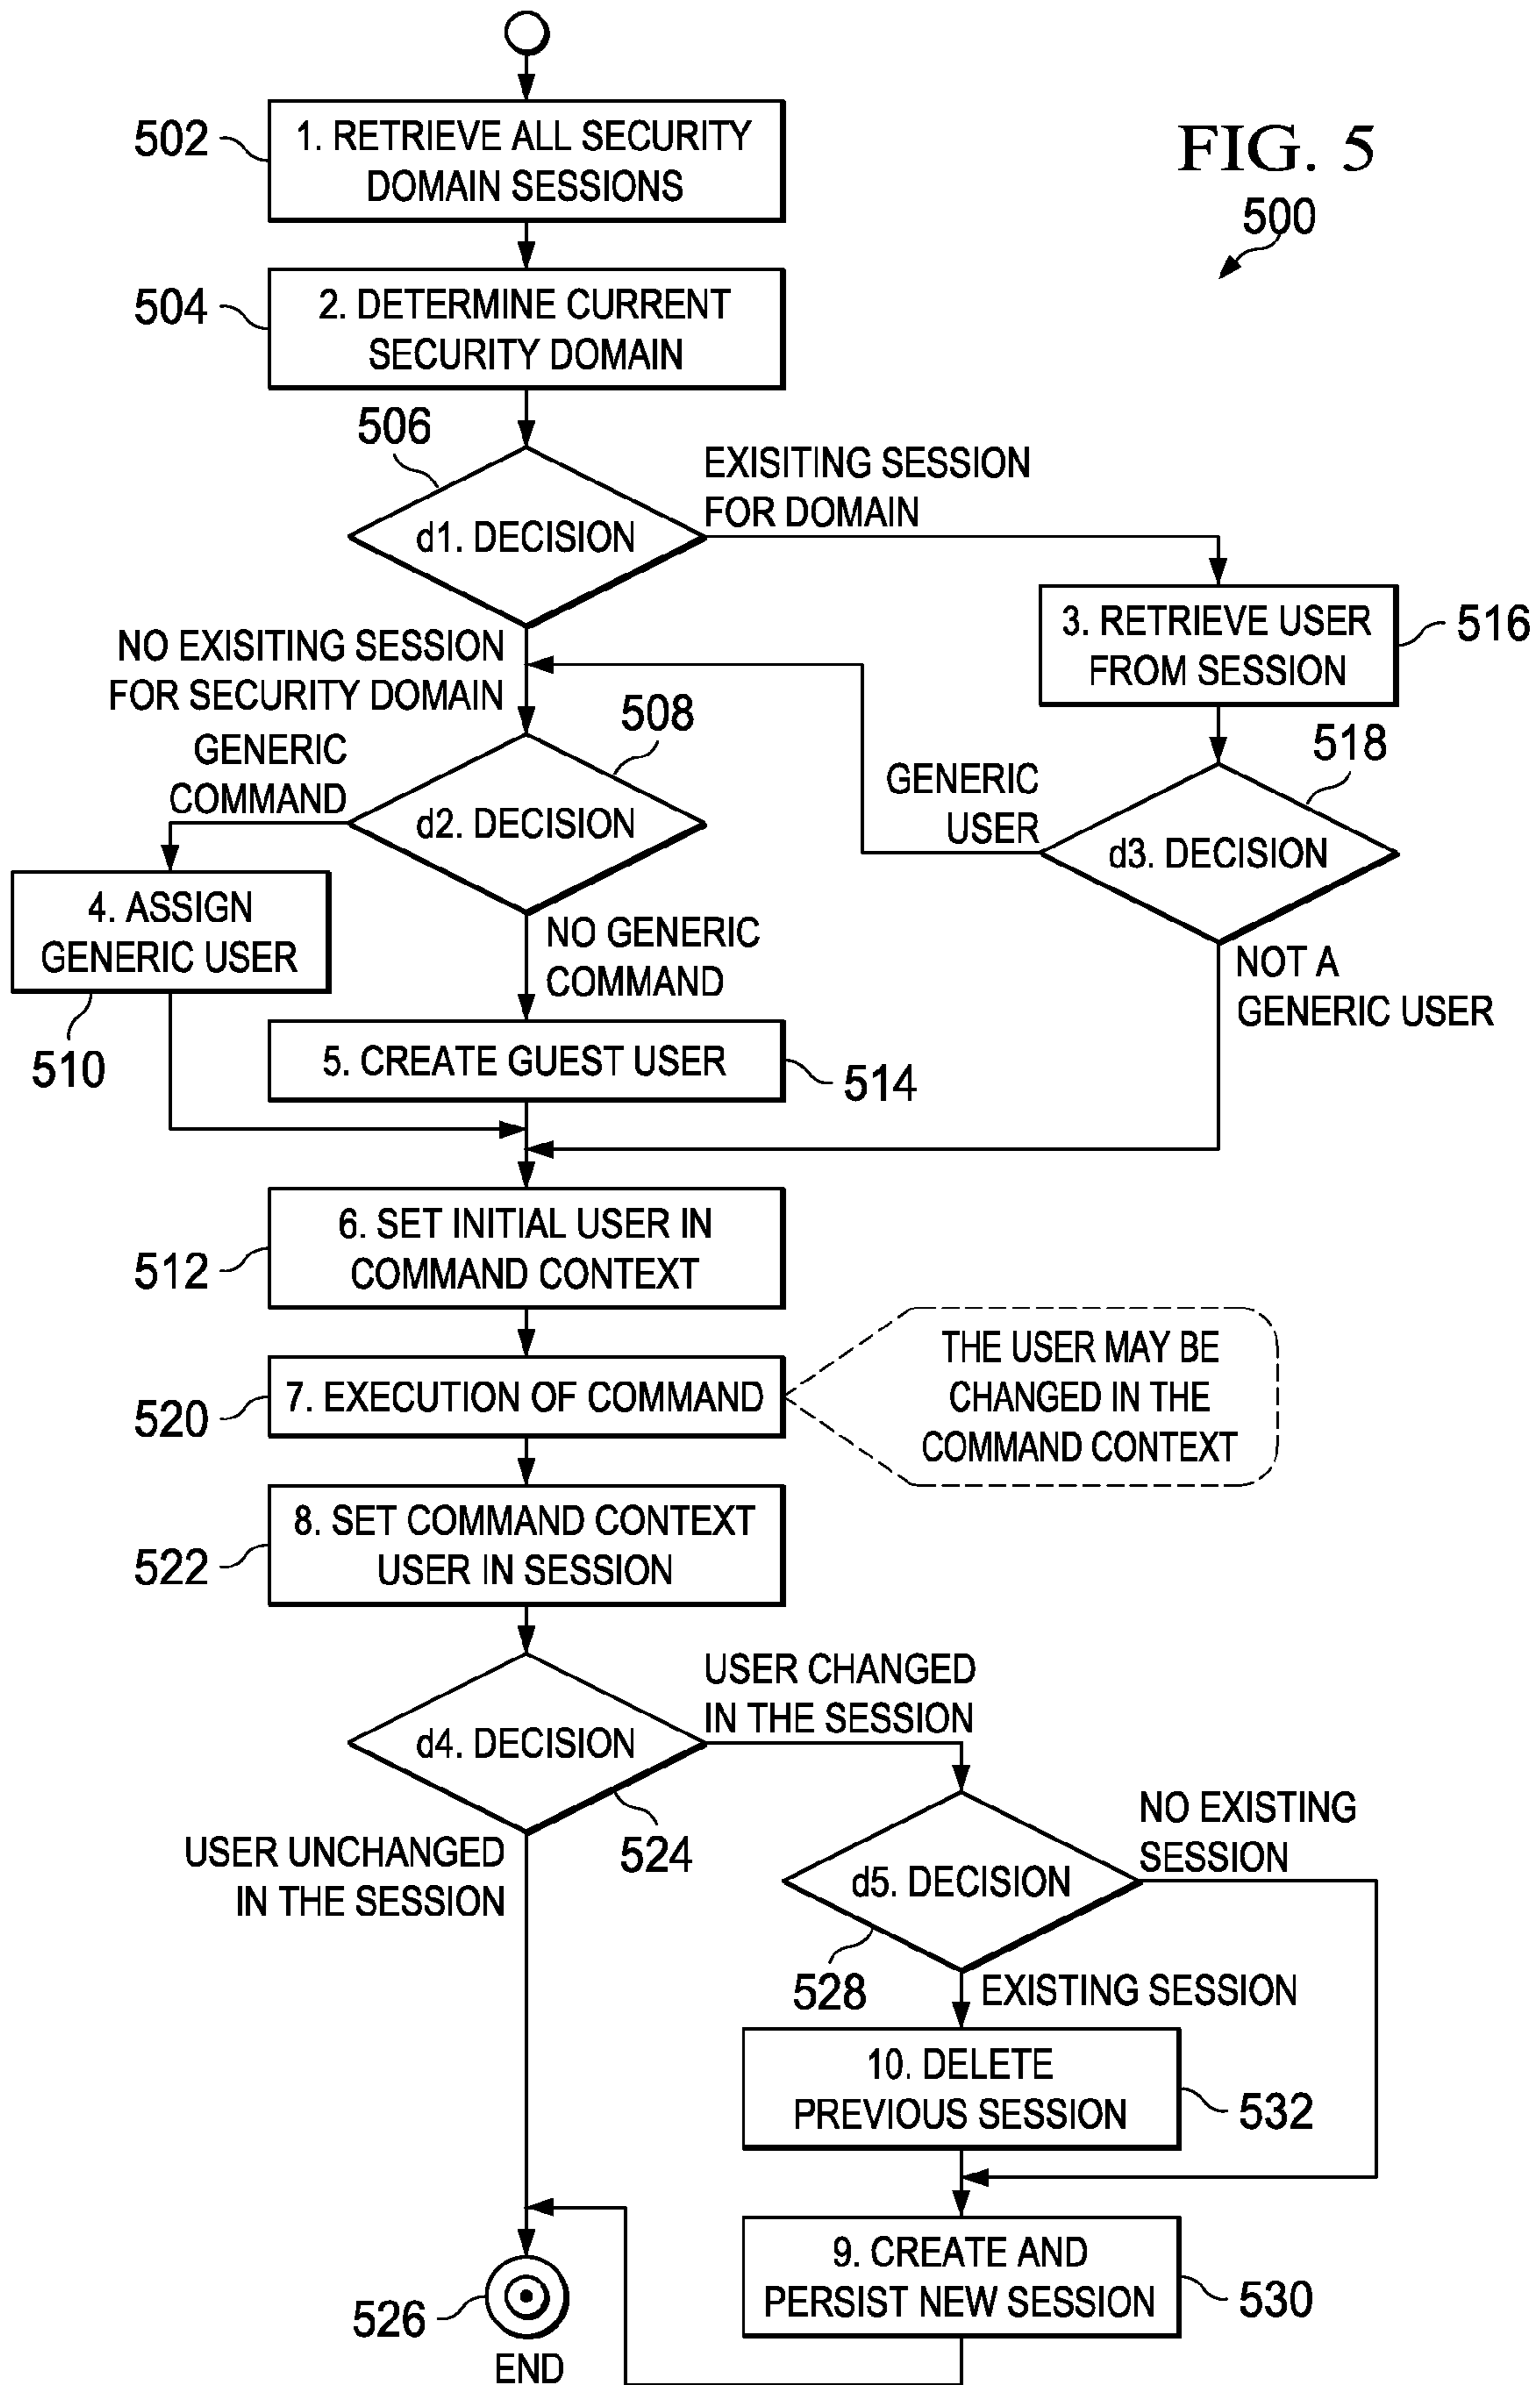 FIG. 5
500
502
1. RETRIEVE ALL SECURITY
DOMAIN SESSIONS
504
2. DETERMINE CURRENT
SECURITY DOMAIN
506
d1. DECISION
EXISITING SESSION
FOR DOMAIN
3. RETRIEVE USER
FROM SESSION
516
NO EXISITING SESSION
FOR SECURITY DOMAIN
508
d2. DECISION
GENERIC
COMMAND
GENERIC
USER
518
d3. DECISION
4. ASSIGN
GENERIC USER
510
NO GENERIC
COMMAND
NOT A
GENERIC USER
5. CREATE GUEST USER
514
6. SET INITIAL USER IN
COMMAND CONTEXT
512
7. EXECUTION OF COMMAND
520
THE USER MAY BE
CHANGED IN THE
COMMAND CONTEXT
8. SET COMMAND CONTEXT
USER IN SESSION
522
d4. DECISION
USER CHANGED
IN THE SESSION
524
USER UNCHANGED
IN THE SESSION
d5. DECISION
NO EXISTING
SESSION
528
EXISTING SESSION
10. DELETE
PREVIOUS SESSION
532
9. CREATE AND
PERSIST NEW SESSION
530
526
END